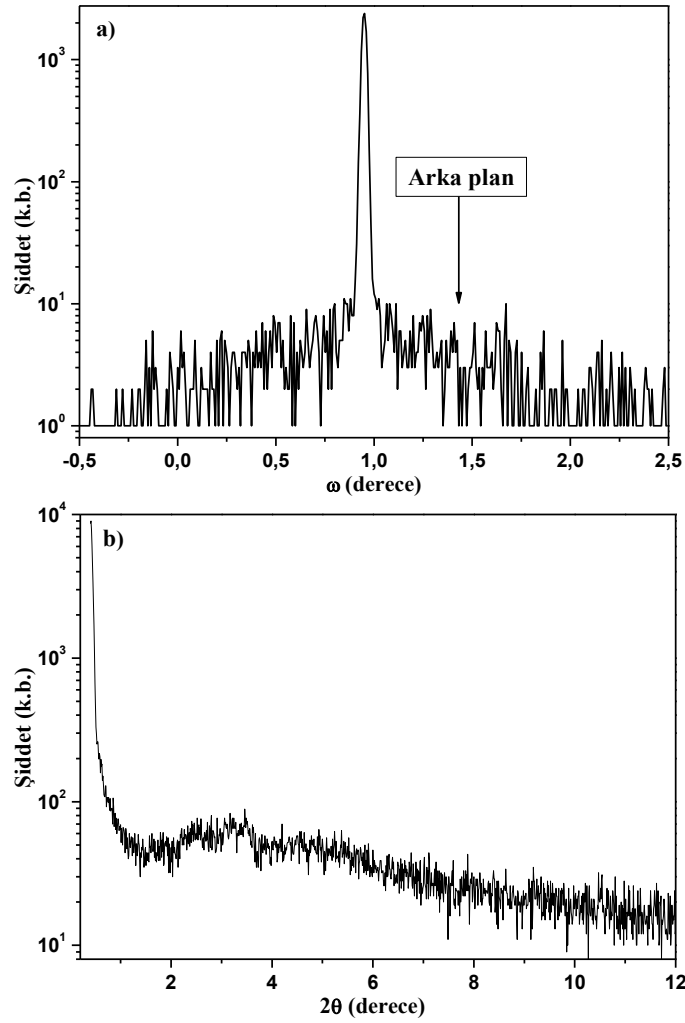 a)
Arka plan
Şiddet (k.b.)
10³
10²
10¹
10⁰
-0,5 0,0 0,5 1,0 1,5 2,0 2,5
ω (derece)
b)
Şiddet (k.b.)
10⁴
10³
10²
10¹
2 4 6 8 10 12
2θ (derece)